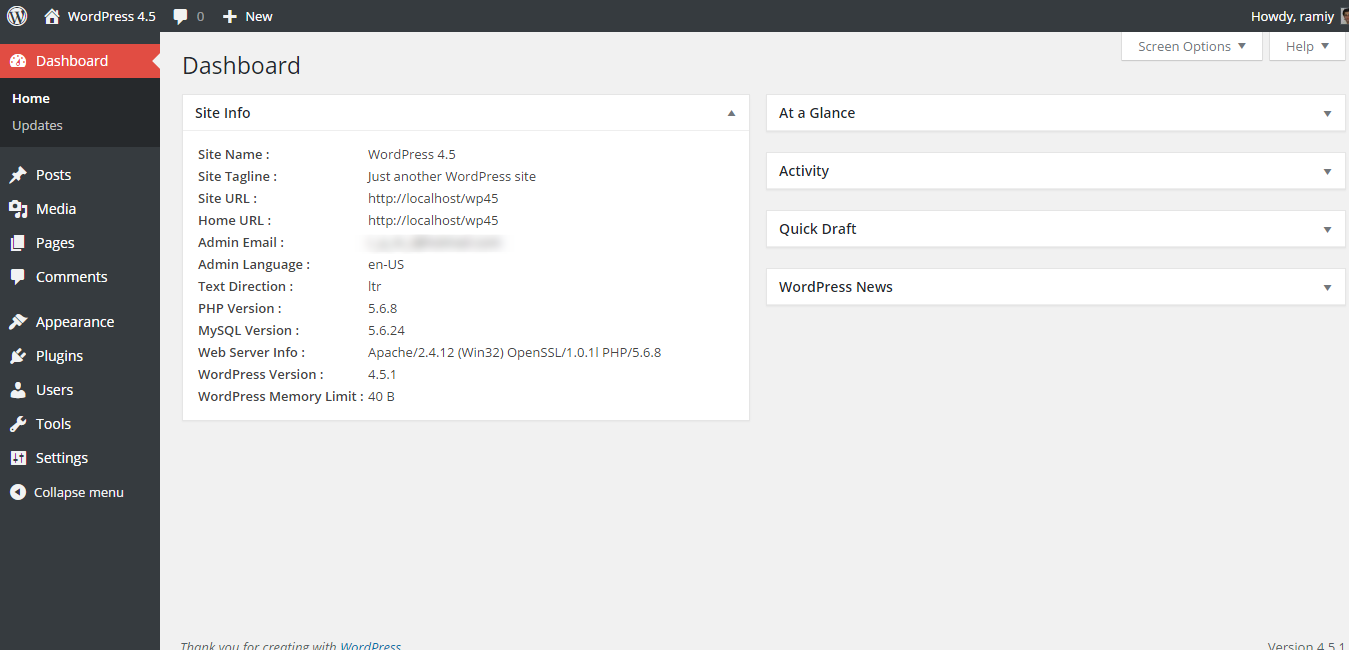 WordPress 4.5
0
New
Howdy, ramiy
Dashboard
Home
Updates
Posts
Media
Pages
Comments
Appearance
Plugins
Users
Tools
Settings
Collapse menu
Screen Options
Help
Dashboard
Site Info
Site Name : WordPress 4.5
Site Tagline : Just another WordPress site
Site URL : http://localhost/wp45
Home URL : http://localhost/wp45
Admin Email :
Admin Language : en-US
Text Direction : ltr
PHP Version : 5.6.8
MySQL Version : 5.6.24
Web Server Info : Apache/2.4.12 (Win32) OpenSSL/1.0.1l PHP/5.6.8
WordPress Version : 4.5.1
WordPress Memory Limit : 40 B
At a Glance
Activity
Quick Draft
WordPress News
Thank you for creating with WordPress
Version 4.5.1